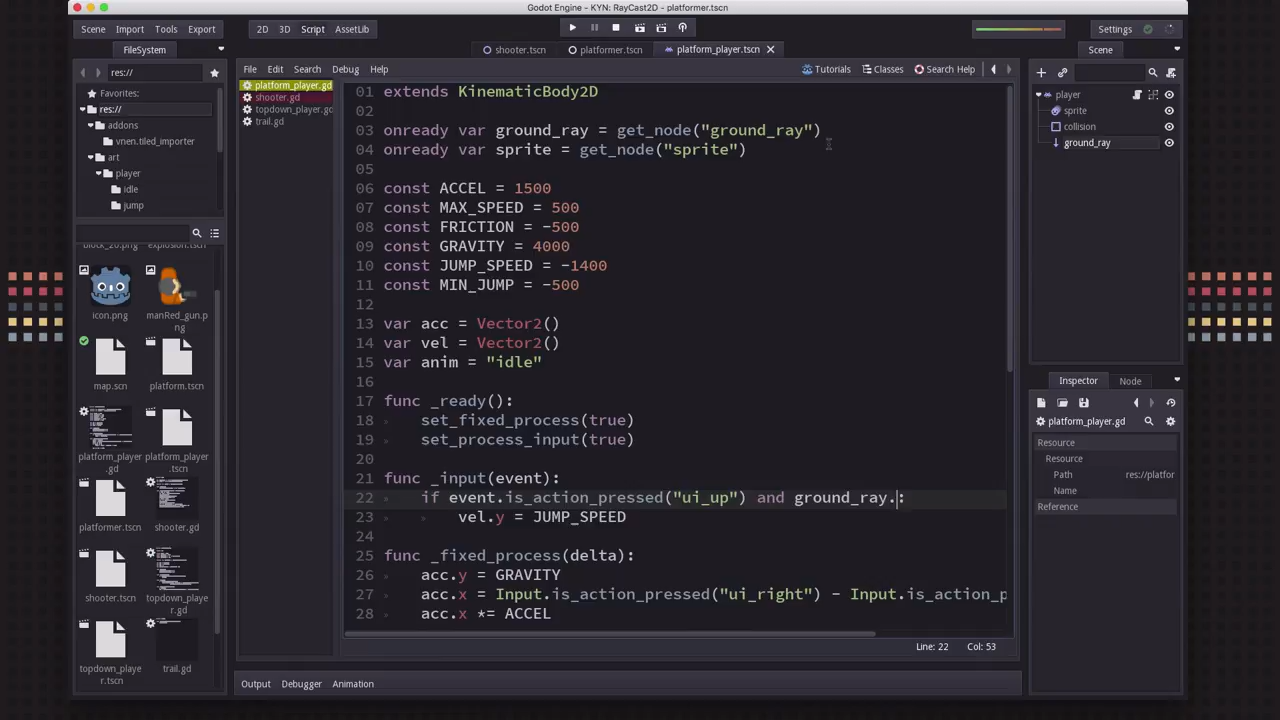 Godot Engine - KYN: RayCast2D - platformer.tscn
Scene Import Tools Export
2D 3D Script AssetLib
Settings
FileSystem
shooter.tscn platformer.tscn platform_player.tscn
Scene
res://
File Edit Search Debug Help
Tutorials Classes Search Help
Favorites:
res://
addons
vnen.tiled_importer
art
player
idle
jump
explosion.tscn
icon.png
manRed_gun.p
ng
map.scn
platform.tscn
platform_player
.gd
platform_player
.tscn
platformer.tscn
shooter.gd
shooter.tscn
topdown_playe
r.gd
topdown_playe
r.tscn
trail.gd
platform_player.gd
shooter.gd
topdown_player.gd
trail.gd
01 extends KinematicBody2D
02
03 onready var ground_ray = get_node("ground_ray")
04 onready var sprite = get_node("sprite")
05
06 const ACCEL = 1500
07 const MAX_SPEED = 500
08 const FRICTION = -500
09 const GRAVITY = 4000
10 const JUMP_SPEED = -1400
11 const MIN_JUMP = -500
12
13 var acc = Vector2()
14 var vel = Vector2()
15 var anim = "idle"
16
17 func _ready():
18 set_fixed_process(true)
19 set_process_input(true)
20
21 func _input(event):
22 if event.is_action_pressed("ui_up") and ground_ray.:
23 vel.y = JUMP_SPEED
24
25 func _fixed_process(delta):
26 acc.y = GRAVITY
27 acc.x = Input.is_action_pressed("ui_right") - Input.is_action_p
28 acc.x *= ACCEL
Line: 22 Col: 53
Output Debugger Animation
player
sprite
collision
ground_ray
Inspector Node
platform_player.gd
Resource
Resource
Path res://platfor
Name
Reference